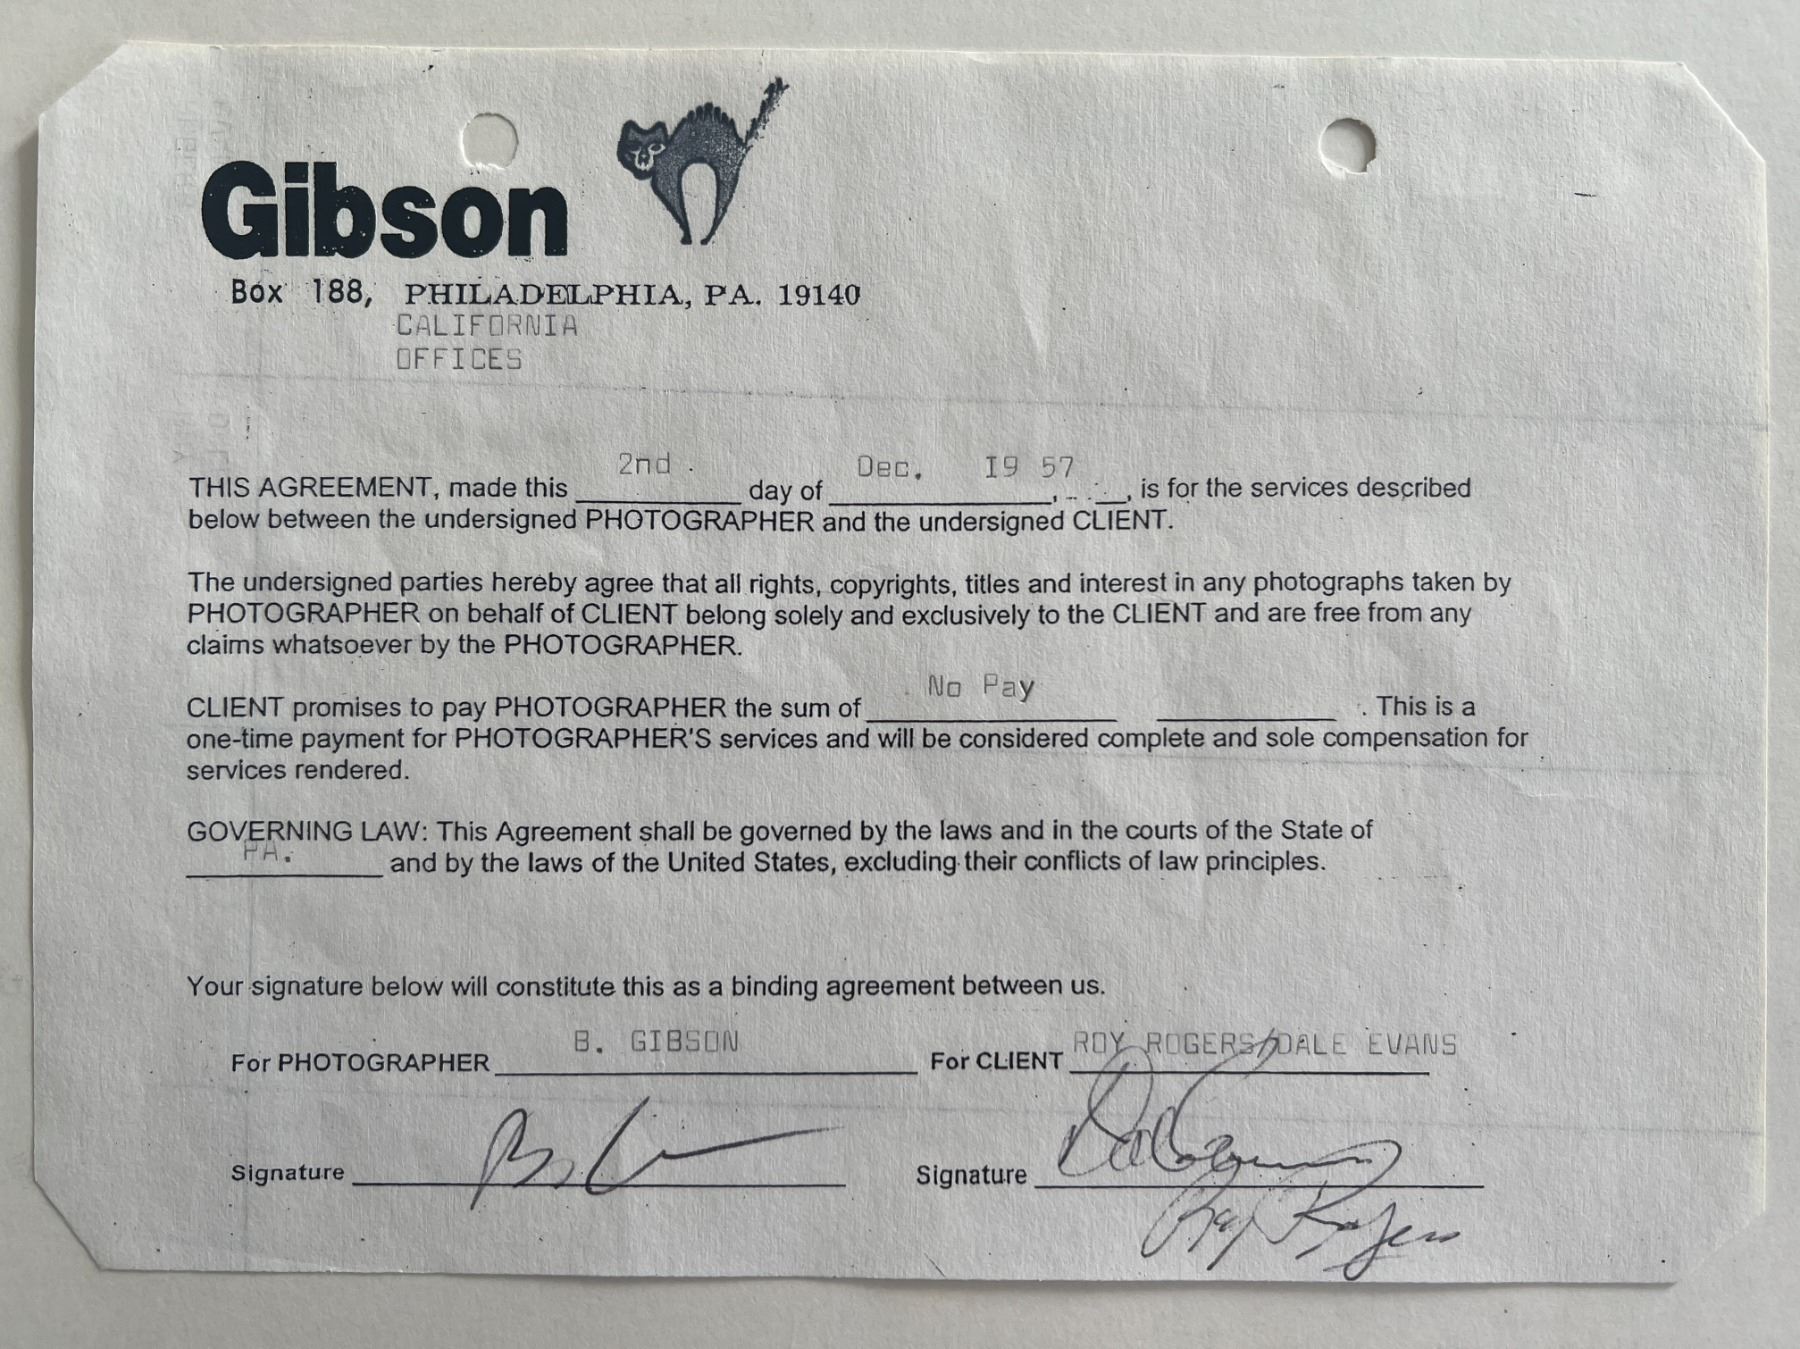 Gibson
Box 188, PHILADELPHIA, PA. 19140
CALIFORNIA
OFFICES
THIS AGREEMENT, made this 2nd day of Dec. I9 57, is for the services described
below between the undersigned PHOTOGRAPHER and the undersigned CLIENT.
The undersigned parties hereby agree that all rights, copyrights, titles and interest in any photographs taken by
PHOTOGRAPHER on behalf of CLIENT belong solely and exclusively to the CLIENT and are free from any
claims whatsoever by the PHOTOGRAPHER.
CLIENT promises to pay PHOTOGRAPHER the sum of No Pay . This is a
one-time payment for PHOTOGRAPHER'S services and will be considered complete and sole compensation for
services rendered.
GOVERNING LAW: This Agreement shall be governed by the laws and in the courts of the State of
PA. and by the laws of the United States, excluding their conflicts of law principles.
Your signature below will constitute this as a binding agreement between us.
For PHOTOGRAPHER B. GIBSON For CLIENT ROY ROGERS/DALE EVANS
Signature Signature
Roy Rogers